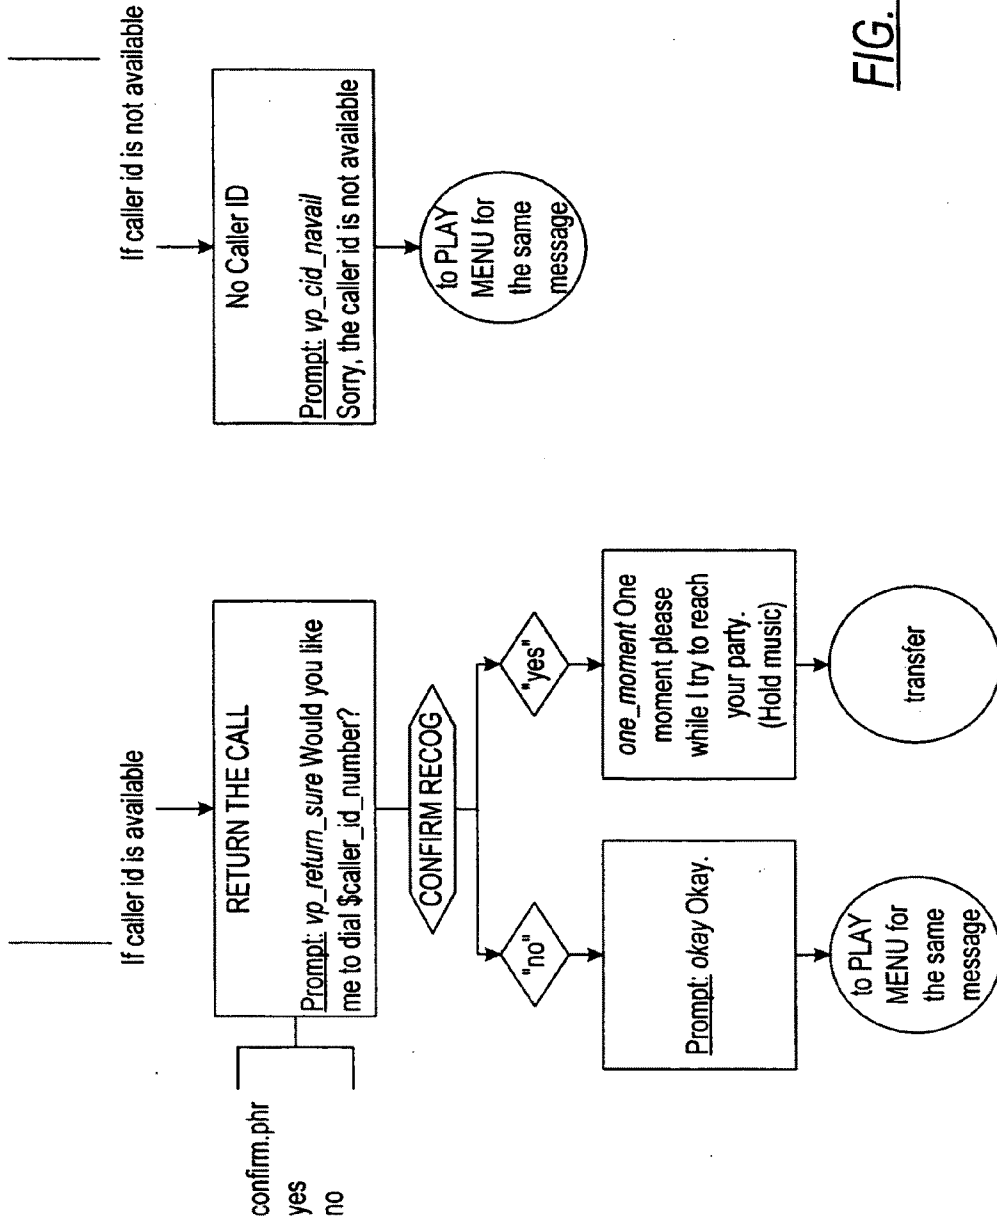 If caller id is available
confirm.phr
yes
no
RETURN THE CALL
Prompt: vp_return_sure Would you like
me to dial $caller_id_number?
CONFIRM RECOG
"no"
"yes"
Prompt: okay Okay.
one_moment One
moment please
while I try to reach
your party.
(Hold music)
to PLAY
MENU for
the same
message
transfer
If caller id is not available
No Caller ID
Prompt: vp_cid_navail
Sorry, the caller id is not available
to PLAY
MENU for
the same
message
FIG.